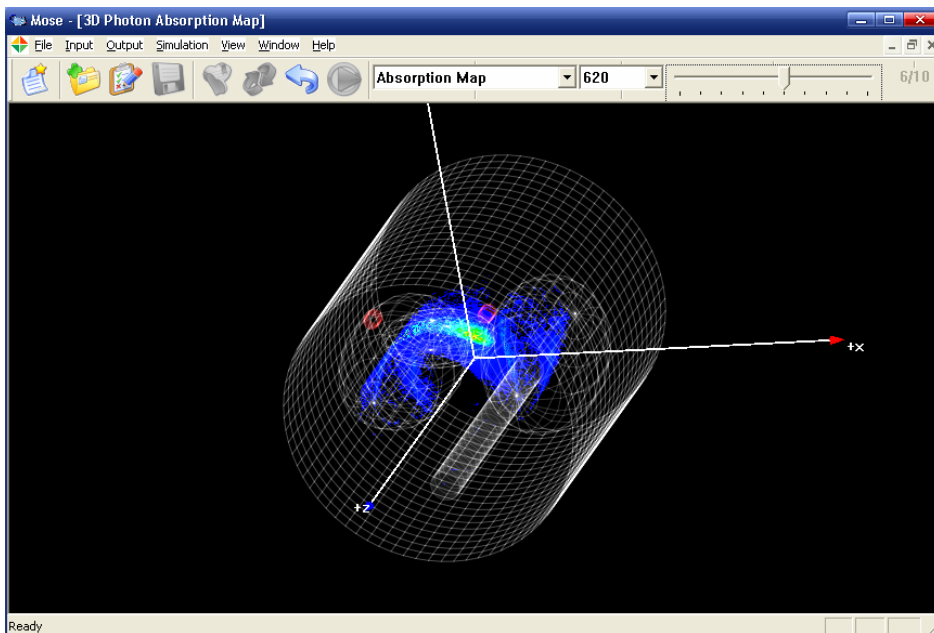 Mose - [3D Photon Absorption Map]
File Input Output Simulation View Window Help
Absorption Map 620 6/10
+x
+z
Ready